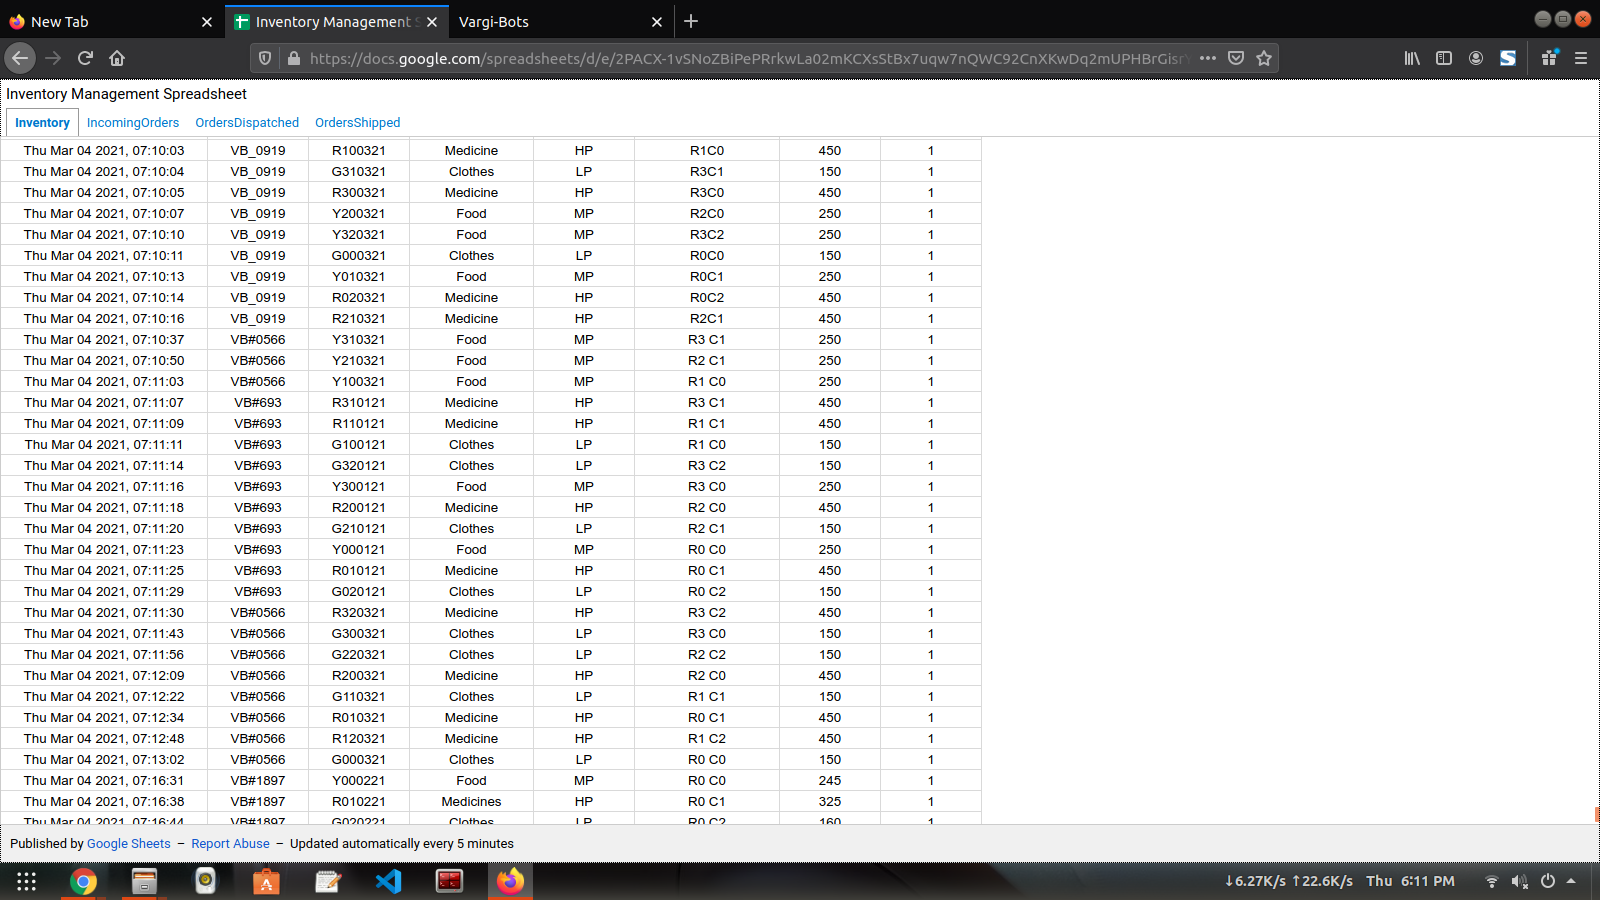 New Tab
Inventory Management S
Vargi-Bots
https://docs.google.com/spreadsheets/d/e/2PACX-1vSNoZBiPePRrkwLa02mKCXsStBx7uqw7nQWC92CnXKwDq2mUPHBrGisr
Inventory Management Spreadsheet
Inventory IncomingOrders OrdersDispatched OrdersShipped
Thu Mar 04 2021, 07:10:03 VB_0919 R100321 Medicine HP R1C0 450 1
Thu Mar 04 2021, 07:10:04 VB_0919 G310321 Clothes LP R3C1 150 1
Thu Mar 04 2021, 07:10:05 VB_0919 R300321 Medicine HP R3C0 450 1
Thu Mar 04 2021, 07:10:07 VB_0919 Y200321 Food MP R2C0 250 1
Thu Mar 04 2021, 07:10:10 VB_0919 Y320321 Food MP R3C2 250 1
Thu Mar 04 2021, 07:10:11 VB_0919 G000321 Clothes LP R0C0 150 1
Thu Mar 04 2021, 07:10:13 VB_0919 Y010321 Food MP R0C1 250 1
Thu Mar 04 2021, 07:10:14 VB_0919 R020321 Medicine HP R0C2 450 1
Thu Mar 04 2021, 07:10:16 VB_0919 R210321 Medicine HP R2C1 450 1
Thu Mar 04 2021, 07:10:37 VB#0566 Y310321 Food MP R3 C1 250 1
Thu Mar 04 2021, 07:10:50 VB#0566 Y210321 Food MP R2 C1 250 1
Thu Mar 04 2021, 07:11:03 VB#0566 Y100321 Food MP R1 C0 250 1
Thu Mar 04 2021, 07:11:07 VB#693 R310121 Medicine HP R3 C1 450 1
Thu Mar 04 2021, 07:11:09 VB#693 R110121 Medicine HP R1 C1 450 1
Thu Mar 04 2021, 07:11:11 VB#693 G100121 Clothes LP R1 C0 150 1
Thu Mar 04 2021, 07:11:14 VB#693 G320121 Clothes LP R3 C2 150 1
Thu Mar 04 2021, 07:11:16 VB#693 Y300121 Food MP R3 C0 250 1
Thu Mar 04 2021, 07:11:18 VB#693 R200121 Medicine HP R2 C0 450 1
Thu Mar 04 2021, 07:11:20 VB#693 G210121 Clothes LP R2 C1 150 1
Thu Mar 04 2021, 07:11:23 VB#693 Y000121 Food MP R0 C0 250 1
Thu Mar 04 2021, 07:11:25 VB#693 R010121 Medicine HP R0 C1 450 1
Thu Mar 04 2021, 07:11:29 VB#693 G020121 Clothes LP R0 C2 150 1
Thu Mar 04 2021, 07:11:30 VB#0566 R320321 Medicine HP R3 C2 450 1
Thu Mar 04 2021, 07:11:43 VB#0566 G300321 Clothes LP R3 C0 150 1
Thu Mar 04 2021, 07:11:56 VB#0566 G220321 Clothes LP R2 C2 150 1
Thu Mar 04 2021, 07:12:09 VB#0566 R200321 Medicine HP R2 C0 450 1
Thu Mar 04 2021, 07:12:22 VB#0566 G110321 Clothes LP R1 C1 150 1
Thu Mar 04 2021, 07:12:34 VB#0566 R010321 Medicine HP R0 C1 450 1
Thu Mar 04 2021, 07:12:48 VB#0566 R120321 Medicine HP R1 C2 450 1
Thu Mar 04 2021, 07:13:02 VB#0566 G000321 Clothes LP R0 C0 150 1
Thu Mar 04 2021, 07:16:31 VB#1897 Y000221 Food MP R0 C0 245 1
Thu Mar 04 2021, 07:16:38 VB#1897 R010221 Medicines HP R0 C1 325 1
Thu Mar 04 2021, 07:16:44 VB#1897 G020221 Clothes LP R0 C2 160 1
Published by Google Sheets – Report Abuse – Updated automatically every 5 minutes
↓6.27K/s ↑22.6K/s Thu 6:11 PM